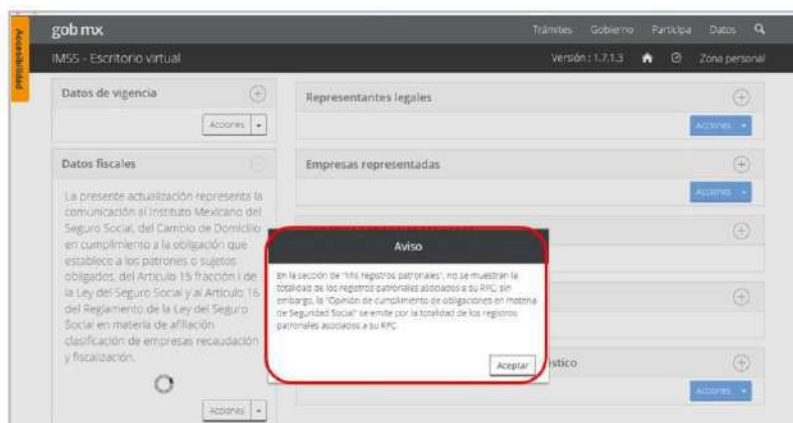 Accesibilidad
gob mx
Trámites Gobierno Participa Datos
IMSS - Escritorio virtual
Versión : 1.7.1.3 Zona personal
Datos de vigencia
Acciones
Datos fiscales
La presente actualización representa la
comunicación al Instituto Mexicano del
Seguro Social, del Cambio de Domicilio
en cumplimiento a la obligación que
establece a los patrones o sujetos
obligados, del Artículo 15 fracción I de
la Ley del Seguro Social y al Artículo 16
del Reglamento de la Ley del Seguro
Social en materia de afiliación
clasificación de empresas recaudación
y fiscalización.
Acciones
Representantes legales
Acciones
Empresas representadas
Acciones
Aviso
En la sección de "Mis registros patronales", no se muestran la
totalidad de los registros patronales asociados a su RFC; sin
embargo, la "Opinión de cumplimiento de obligaciones en materia
de Seguridad Social" se emite por la totalidad de los registros
patronales asociados a su RFC.
Aceptar
éstico
Acciones